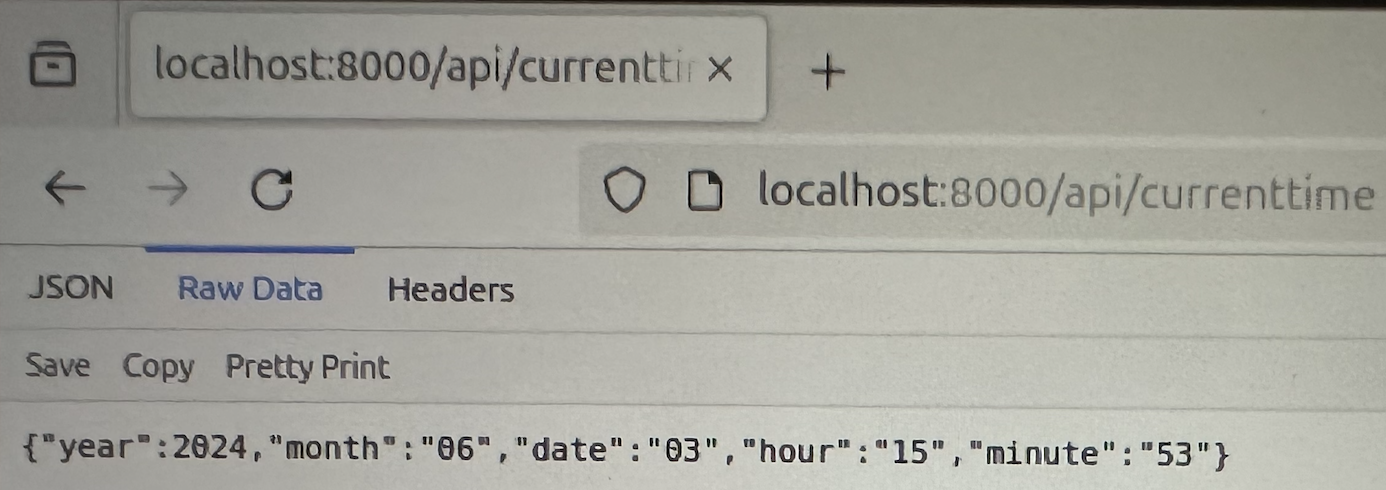 localhost:8000/api/currentti
localhost:8000/api/currenttime
JSON Raw Data Headers
Save Copy Pretty Print
{"year":2024,"month":"06","date":"03","hour":"15","minute":"53"}